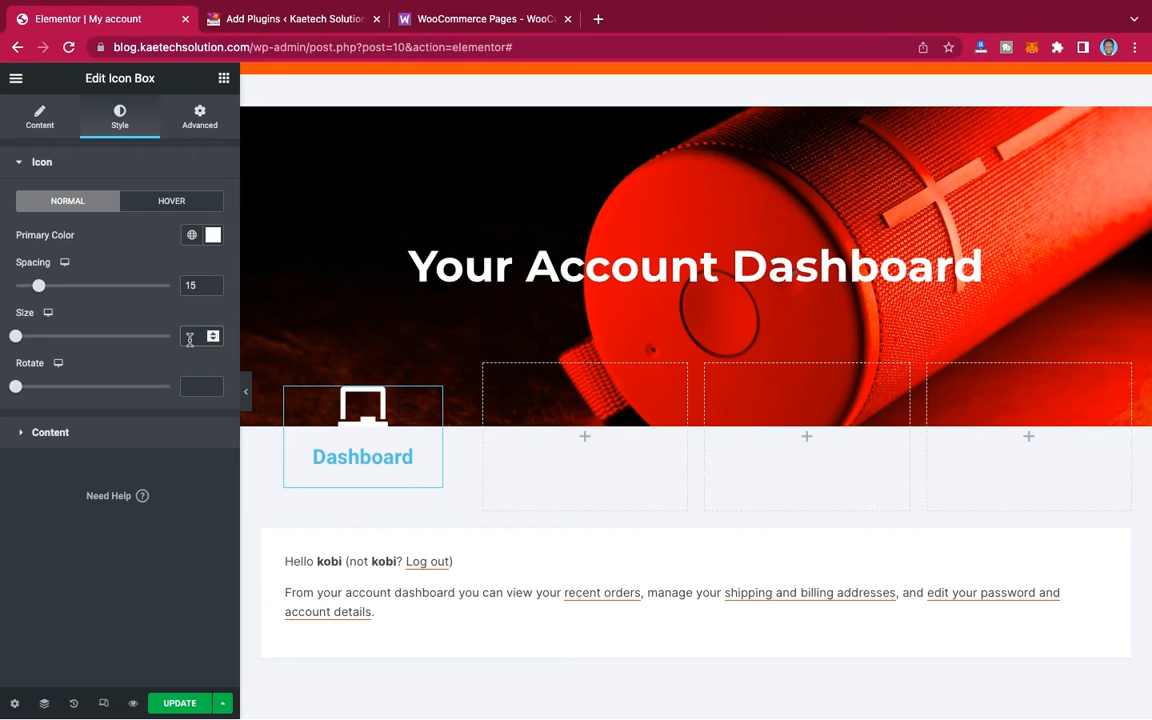 Elementor | My account
Add Plugins ‹ Kaetech Solution
WooCommerce Pages - WooC
blog.kaetechsolution.com/wp-admin/post.php?post=10&action=elementor#
Edit Icon Box
Content
Style
Advanced
Icon
NORMAL
HOVER
Primary Color
Spacing
15
Size
Rotate
Content
Need Help ?
UPDATE
Your Account Dashboard
Dashboard
Hello kobi (not kobi? Log out)
From your account dashboard you can view your recent orders, manage your shipping and billing addresses, and edit your password and
account details.